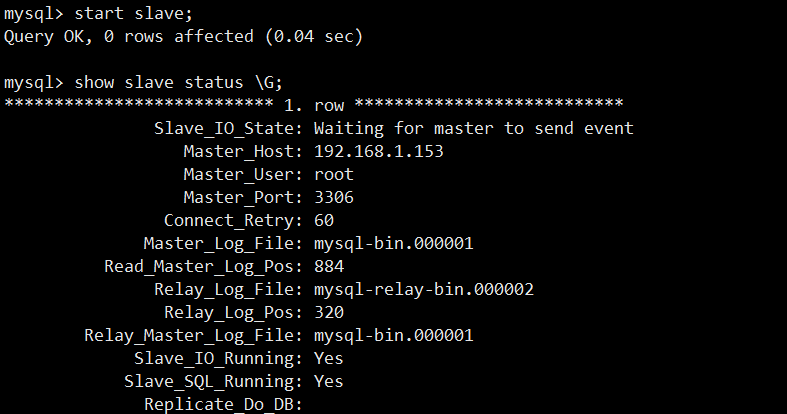 mysql> start slave;
Query OK, 0 rows affected (0.04 sec)
mysql> show slave status \G;
*************************** 1. row ***************************
Slave_IO_State: Waiting for master to send event
Master_Host: 192.168.1.153
Master_User: root
Master_Port: 3306
Connect_Retry: 60
Master_Log_File: mysql-bin.000001
Read_Master_Log_Pos: 884
Relay_Log_File: mysql-relay-bin.000002
Relay_Log_Pos: 320
Relay_Master_Log_File: mysql-bin.000001
Slave_IO_Running: Yes
Slave_SQL_Running: Yes
Replicate_Do_DB: